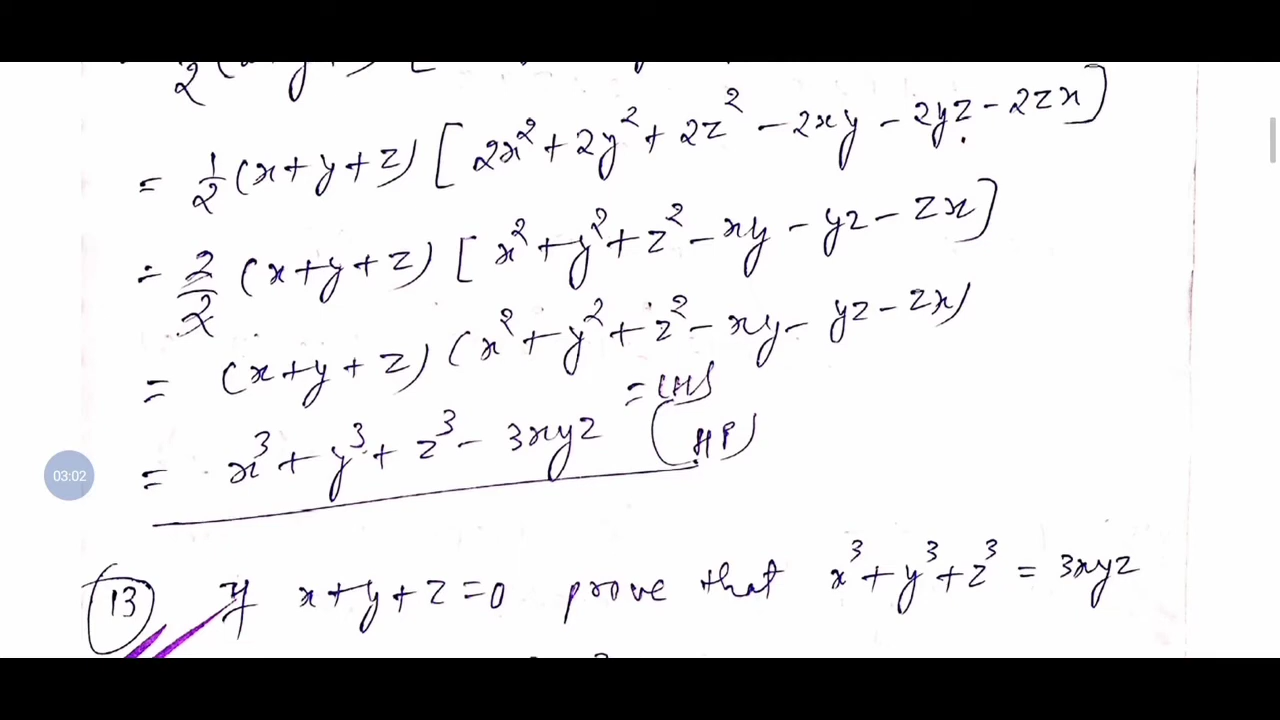 = 1/2 (x+y+z) [2x² + 2y² + 2z² - 2xy - 2yz - 2zx]
= 2/2 (x+y+z) [x² + y² + z² - xy - yz - zx]
= (x+y+z) (x² + y² + z² - xy - yz - zx)
= x³ + y³ + z³ - 3xyz = LHS (HP)
03:02
13 If x+y+z=0 prove that x³+y³+z³ = 3xyz